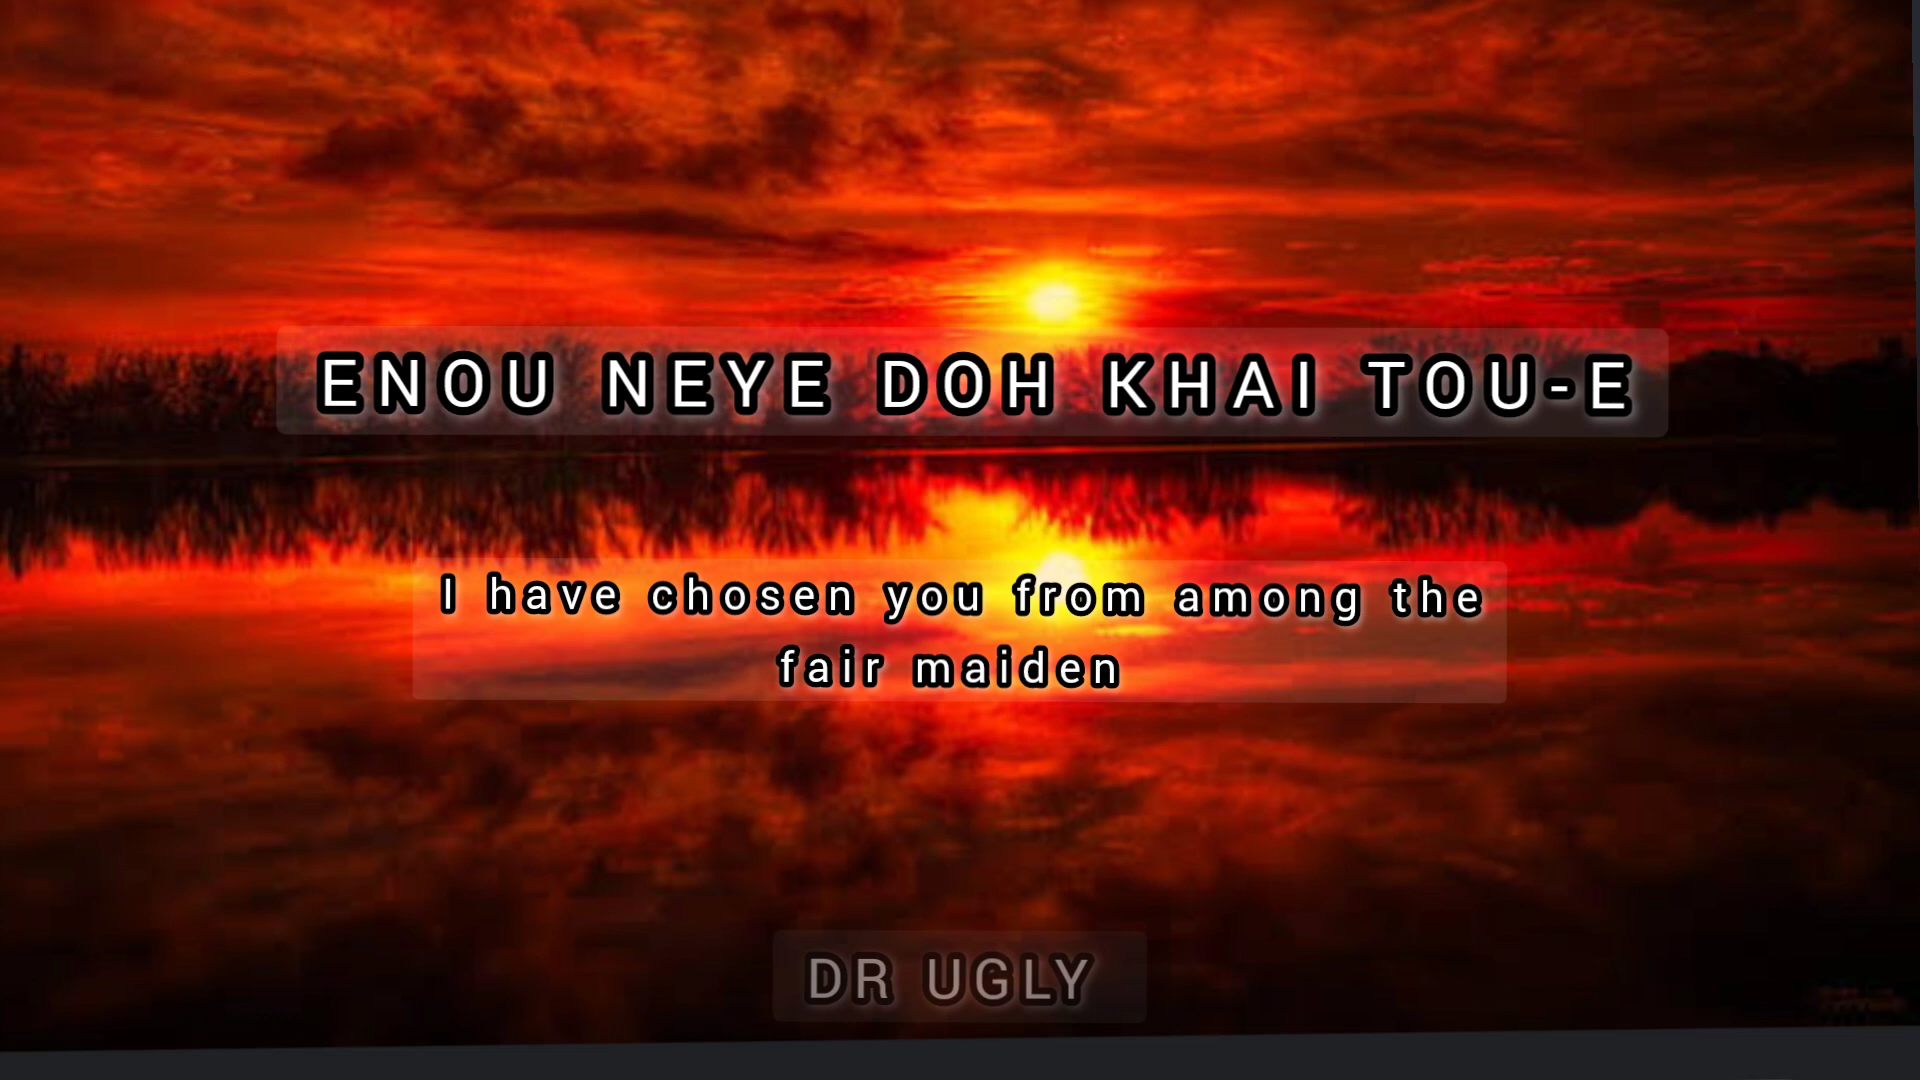 ENOU NEYE DOH KHAI TOU-E
I have chosen you from among the
fair maiden
DR UGLY